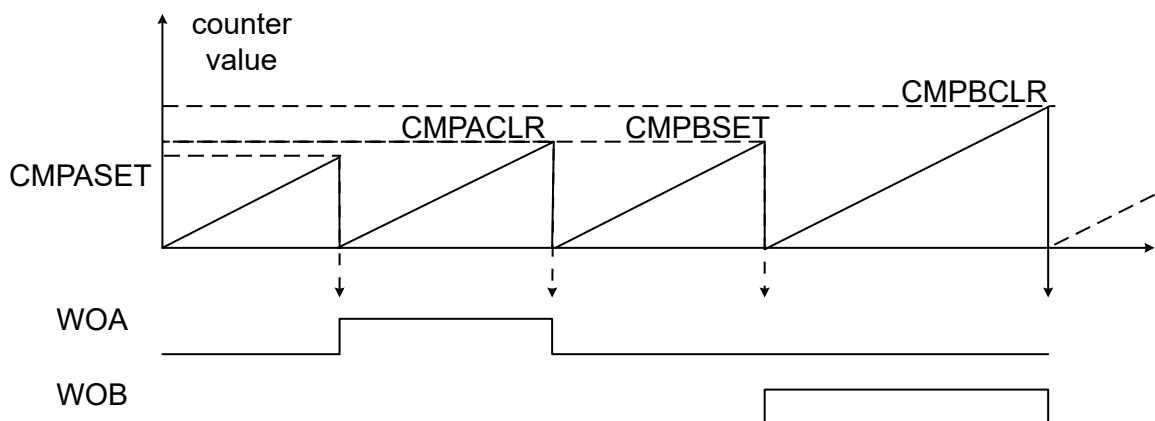 counter
value
CMPBCLR
CMPACLR
CMPBSET
CMPASET
WOA
WOB